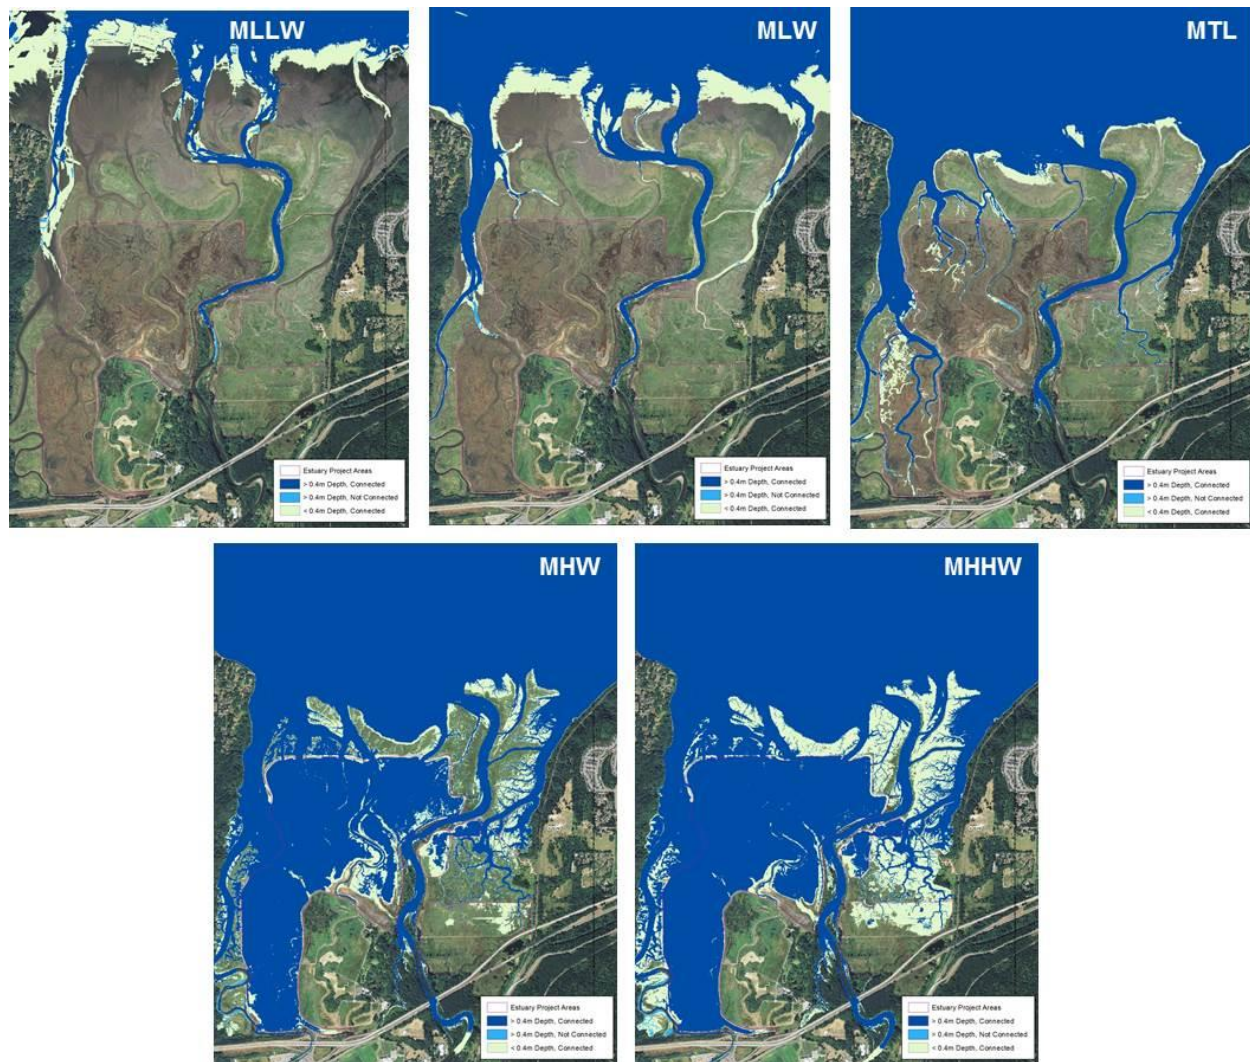 MLLW
Estuary Project Areas
> 0.4m Depth, Connected
> 0.4m Depth, Not Connected
< 0.4m Depth, Connected
MLW
Estuary Project Areas
> 0.4m Depth, Connected
> 0.4m Depth, Not Connected
< 0.4m Depth, Connected
MTL
Estuary Project Areas
> 0.4m Depth, Connected
> 0.4m Depth, Not Connected
< 0.4m Depth, Connected
MHW
Estuary Project Areas
> 0.4m Depth, Connected
> 0.4m Depth, Not Connected
< 0.4m Depth, Connected
MHHW
Estuary Project Areas
> 0.4m Depth, Connected
> 0.4m Depth, Not Connected
< 0.4m Depth, Connected